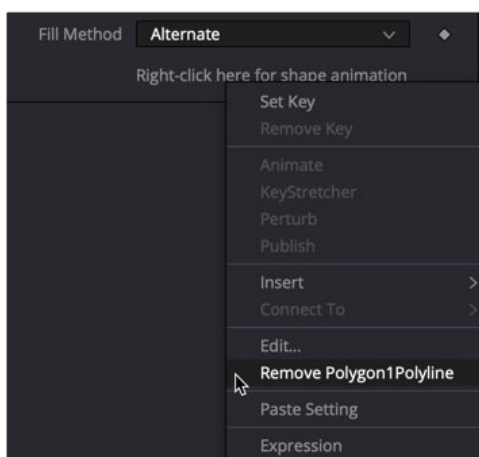 Fill Method Alternate
Right-click here for shape animation
Set Key
Remove Key
Animate
KeyStretcher
Perturb
Publish
Insert
Connect To
Edit...
Remove Polygon1Polyline
Paste Setting
Expression